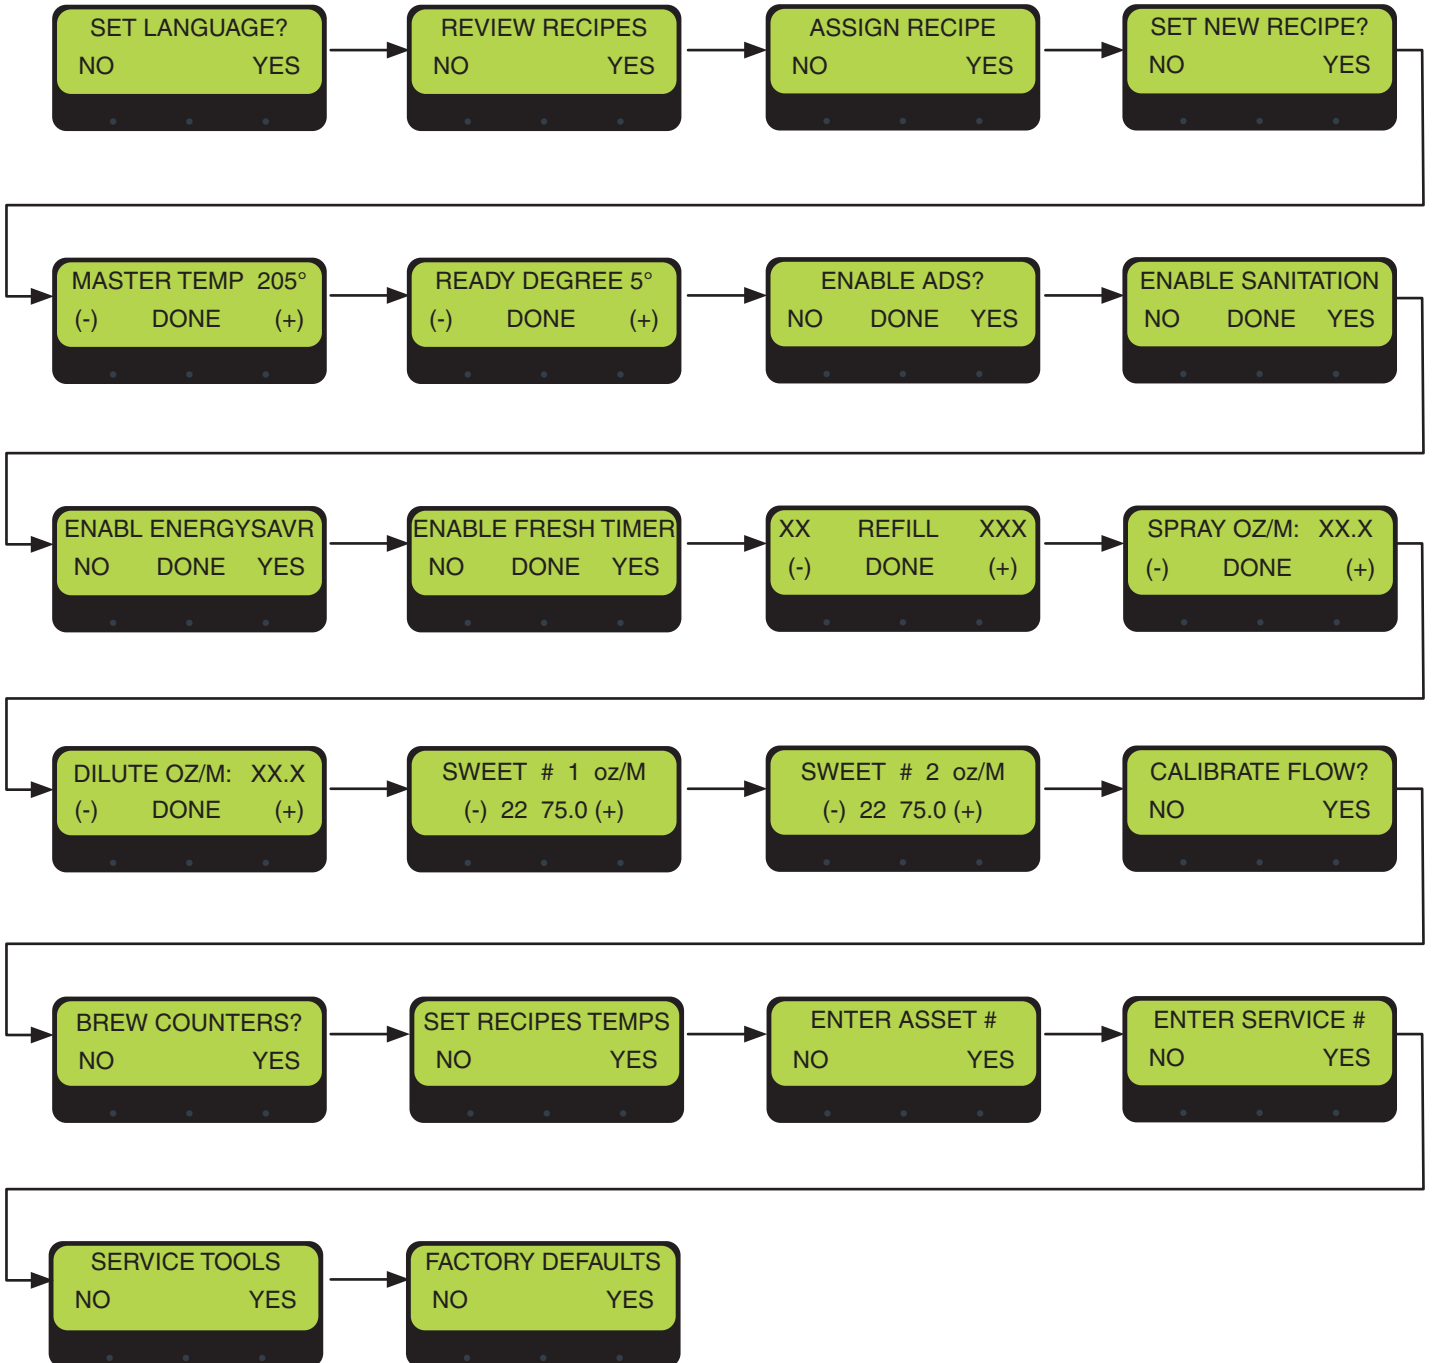 SET LANGUAGE?
NO YES
REVIEW RECIPES
NO YES
ASSIGN RECIPE
NO YES
SET NEW RECIPE?
NO YES
MASTER TEMP 205°
(-) DONE (+)
READY DEGREE 5°
(-) DONE (+)
ENABLE ADS?
NO DONE YES
ENABLE SANITATION
NO DONE YES
ENABL ENERGYSAVR
NO DONE YES
ENABLE FRESH TIMER
NO DONE YES
XX REFILL XXX
(-) DONE (+)
SPRAY OZ/M: XX.X
(-) DONE (+)
DILUTE OZ/M: XX.X
(-) DONE (+)
SWEET # 1 oz/M
(-) 22 75.0 (+)
SWEET # 2 oz/M
(-) 22 75.0 (+)
CALIBRATE FLOW?
NO YES
BREW COUNTERS?
NO YES
SET RECIPES TEMPS
NO YES
ENTER ASSET #
NO YES
ENTER SERVICE #
NO YES
SERVICE TOOLS
NO YES
FACTORY DEFAULTS
NO YES